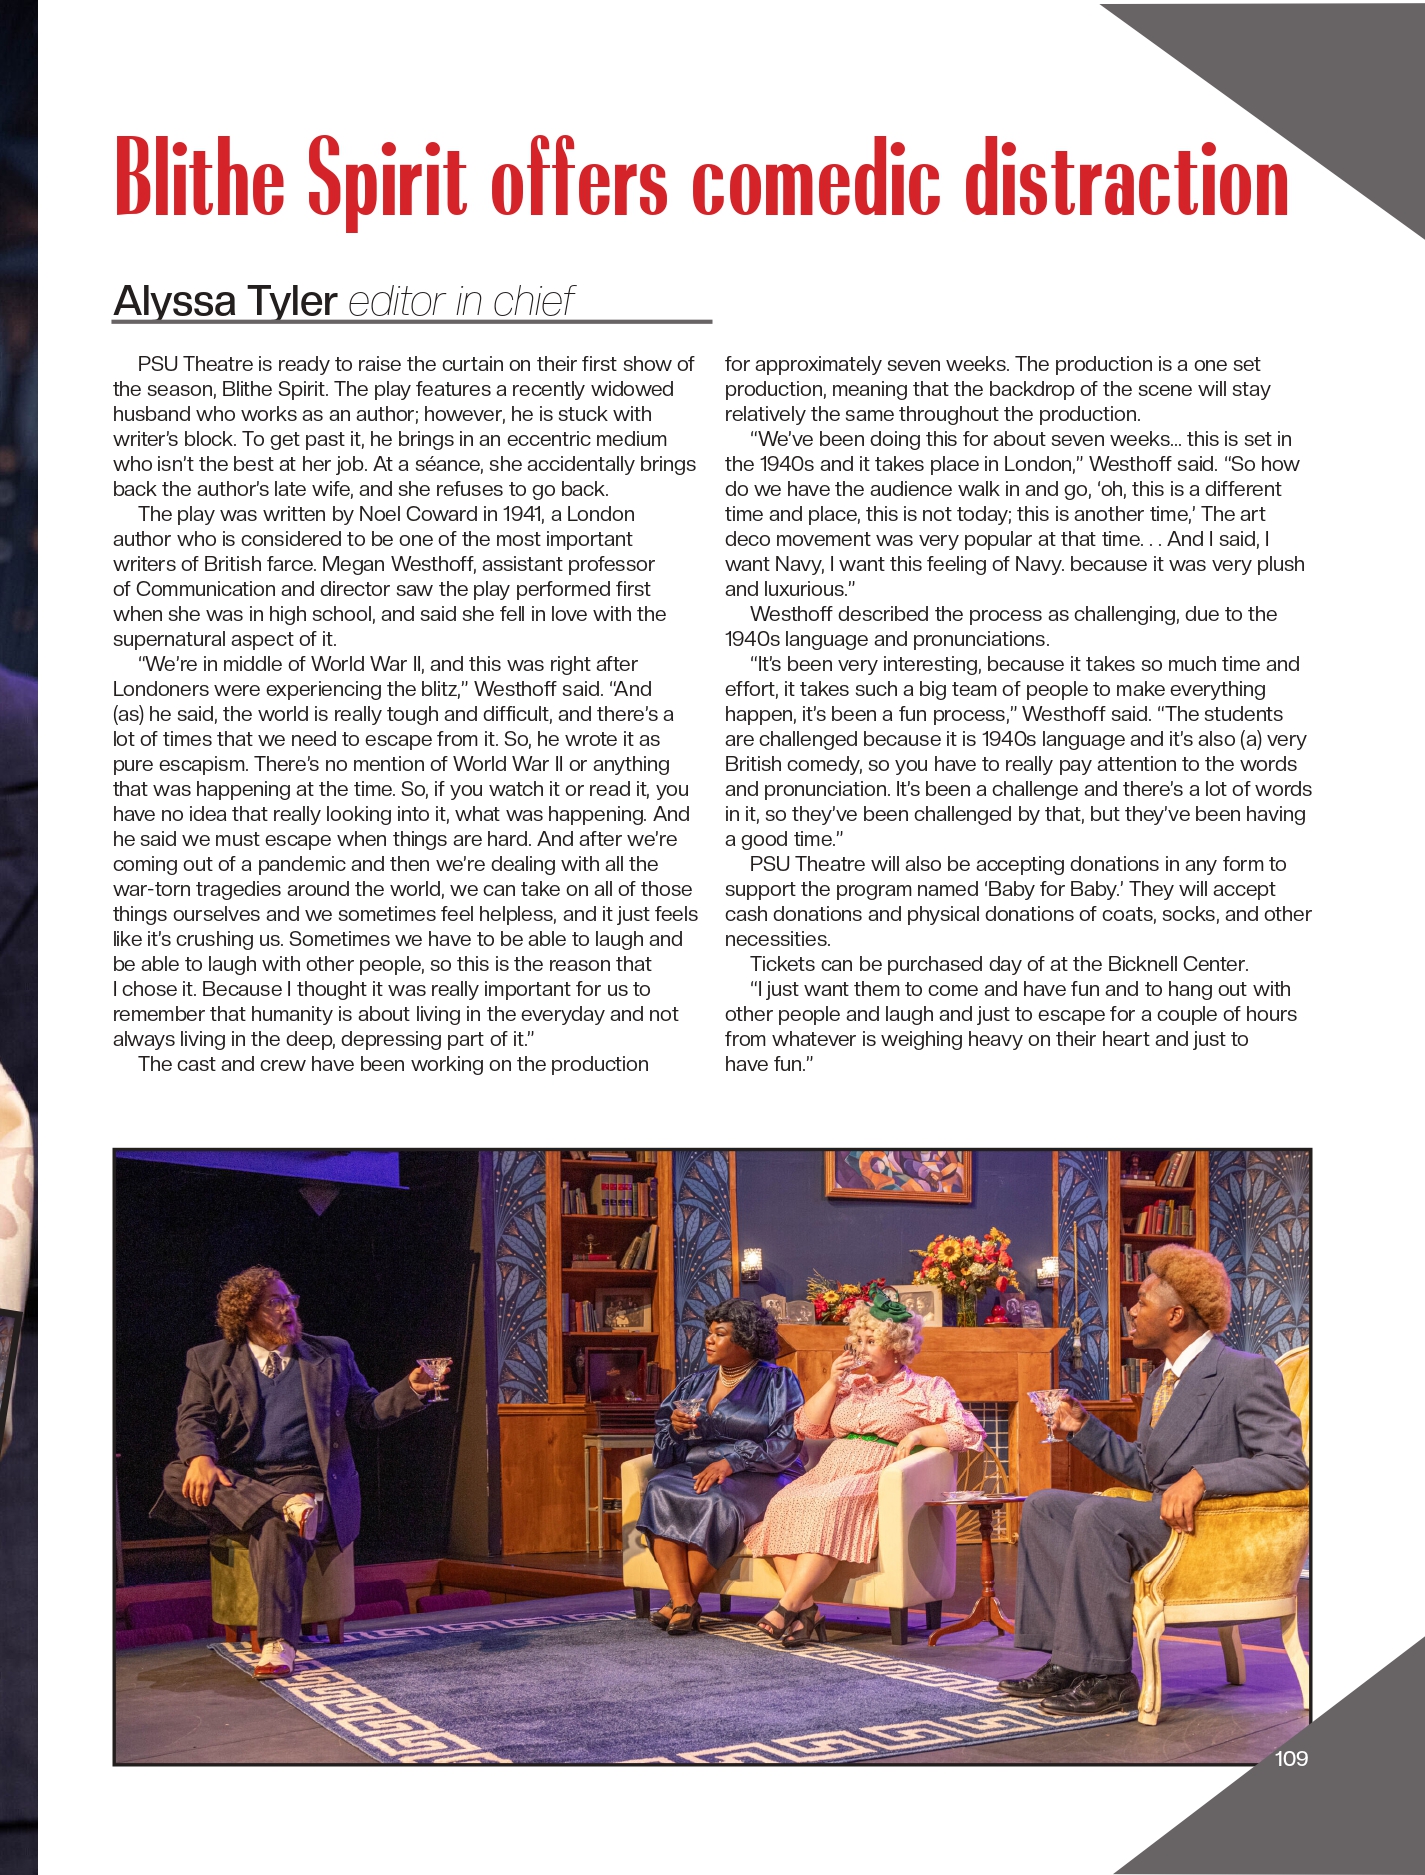 Blithe Spirit offers comedic distraction
Alyssa Tyler editor in chief
PSU Theatre is ready to raise the curtain on their first show of
the season, Blithe Spirit. The play features a recently widowed
husband who works as an author; however, he is stuck with
writer’s block. To get past it, he brings in an eccentric medium
who isn’t the best at her job. At a séance, she accidentally brings
back the author’s late wife, and she refuses to go back.
The play was written by Noel Coward in 1941, a London
author who is considered to be one of the most important
writers of British farce. Megan Westhoff, assistant professor
of Communication and director saw the play performed first
when she was in high school, and said she fell in love with the
supernatural aspect of it.
“We’re in middle of World War II, and this was right after
Londoners were experiencing the blitz,” Westhoff said. “And
(as) he said, the world is really tough and difficult, and there’s a
lot of times that we need to escape from it. So, he wrote it as
pure escapism. There’s no mention of World War II or anything
that was happening at the time. So, if you watch it or read it, you
have no idea that really looking into it, what was happening. And
he said we must escape when things are hard. And after we’re
coming out of a pandemic and then we’re dealing with all the
war-torn tragedies around the world, we can take on all of those
things ourselves and we sometimes feel helpless, and it just feels
like it’s crushing us. Sometimes we have to be able to laugh and
be able to laugh with other people, so this is the reason that
I chose it. Because I thought it was really important for us to
remember that humanity is about living in the everyday and not
always living in the deep, depressing part of it.”
The cast and crew have been working on the production
for approximately seven weeks. The production is a one set
production, meaning that the backdrop of the scene will stay
relatively the same throughout the production.
“We’ve been doing this for about seven weeks... this is set in
the 1940s and it takes place in London,” Westhoff said. “So how
do we have the audience walk in and go, ‘oh, this is a different
time and place, this is not today; this is another time,’ The art
deco movement was very popular at that time. . . And I said, I
want Navy, I want this feeling of Navy. because it was very plush
and luxurious.”
Westhoff described the process as challenging, due to the
1940s language and pronunciations.
“It’s been very interesting, because it takes so much time and
effort, it takes such a big team of people to make everything
happen, it’s been a fun process,” Westhoff said. “The students
are challenged because it is 1940s language and it’s also (a) very
British comedy, so you have to really pay attention to the words
and pronunciation. It’s been a challenge and there’s a lot of words
in it, so they’ve been challenged by that, but they’ve been having
a good time.”
PSU Theatre will also be accepting donations in any form to
support the program named ‘Baby for Baby.’ They will accept
cash donations and physical donations of coats, socks, and other
necessities.
Tickets can be purchased day of at the Bicknell Center.
“I just want them to come and have fun and to hang out with
other people and laugh and just to escape for a couple of hours
from whatever is weighing heavy on their heart and just to
have fun.”
109